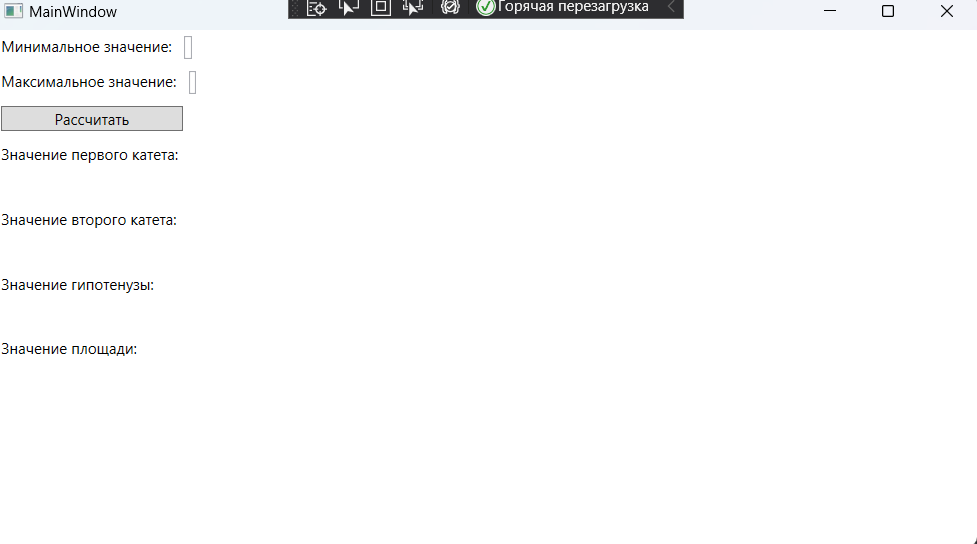 MainWindow
Горячая перезагрузка
Минимальное значение:
Максимальное значение:
Рассчитать
Значение первого катета:
Значение второго катета:
Значение гипотенузы:
Значение площади: